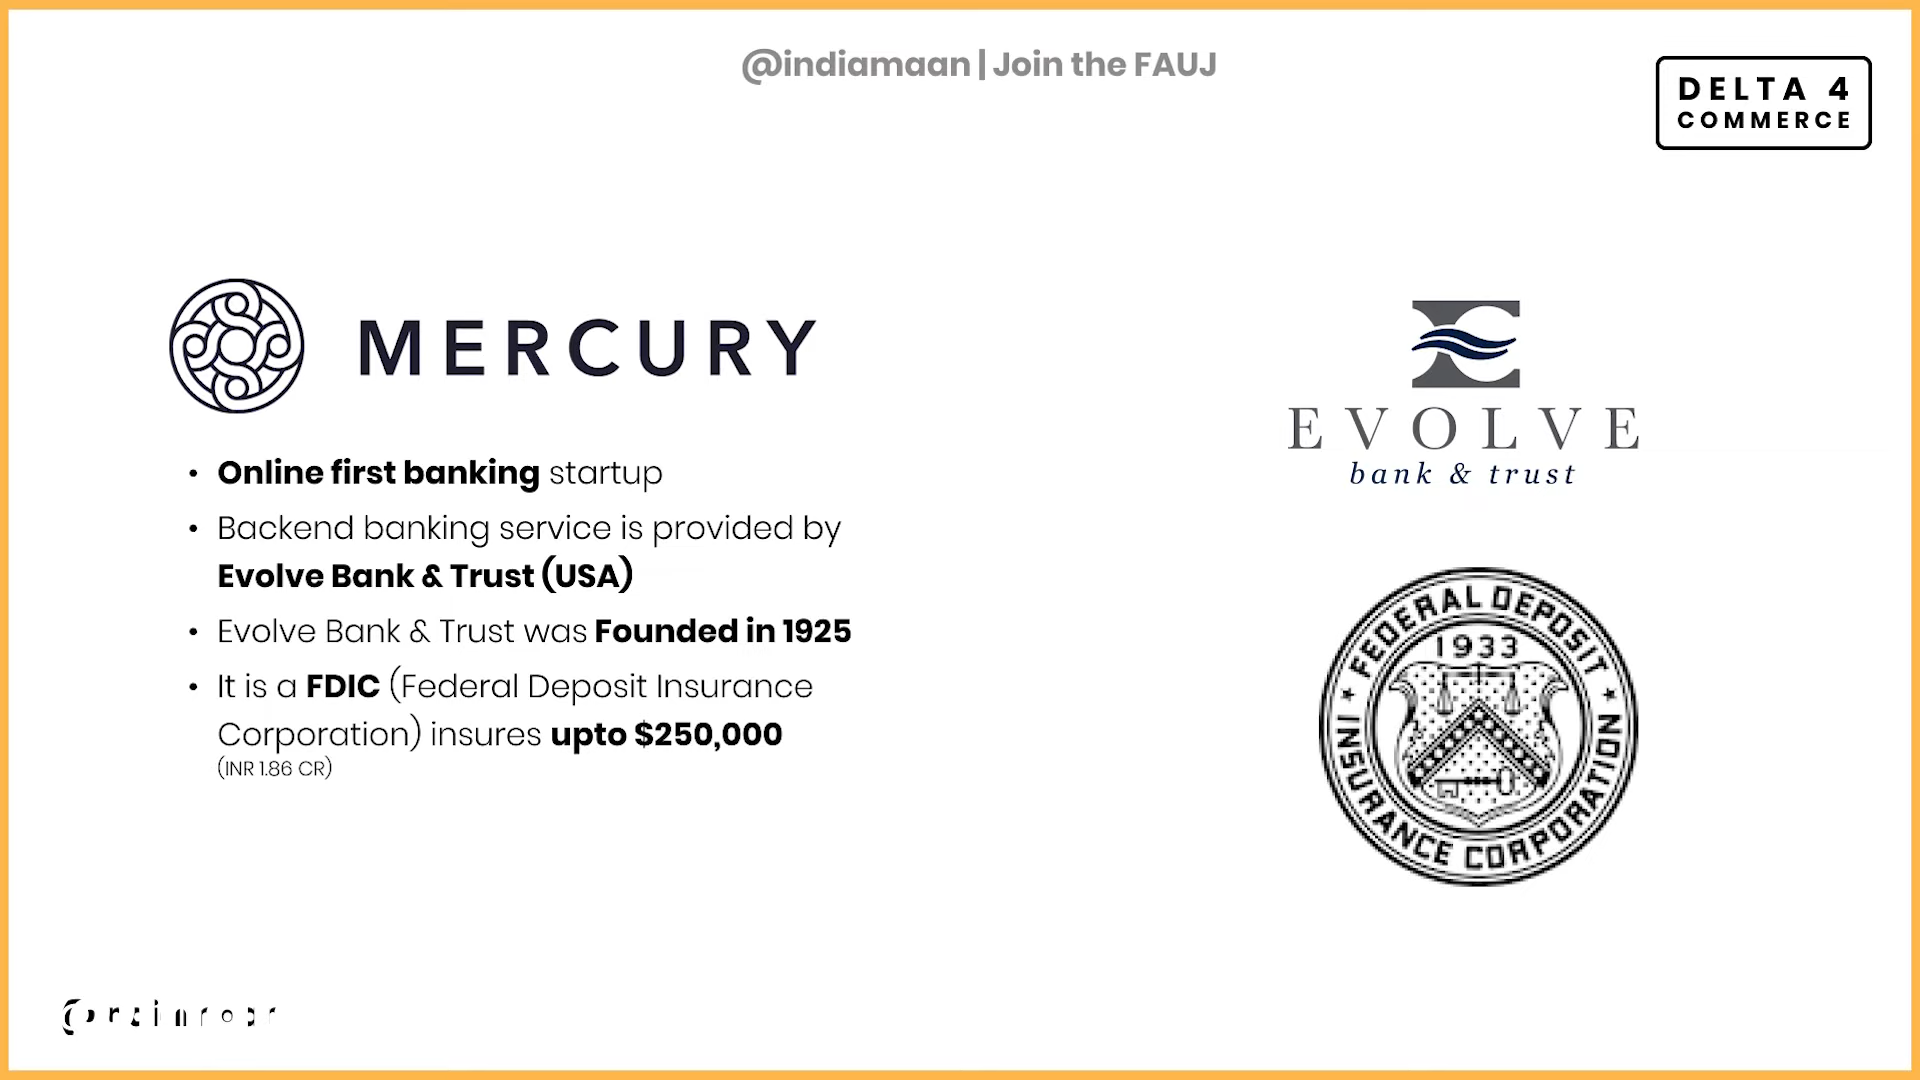 @indiamaan | Join the FAUJ
DELTA 4
COMMERCE
MERCURY
• Online first banking startup
• Backend banking service is provided by
Evolve Bank & Trust (USA)
• Evolve Bank & Trust was Founded in 1925
• It is a FDIC (Federal Deposit Insurance
Corporation) insures upto $250,000
(INR 1.86 CR)
EVOLVE
bank & trust
FEDERAL DEPOSIT INSURANCE CORPORATION
1933